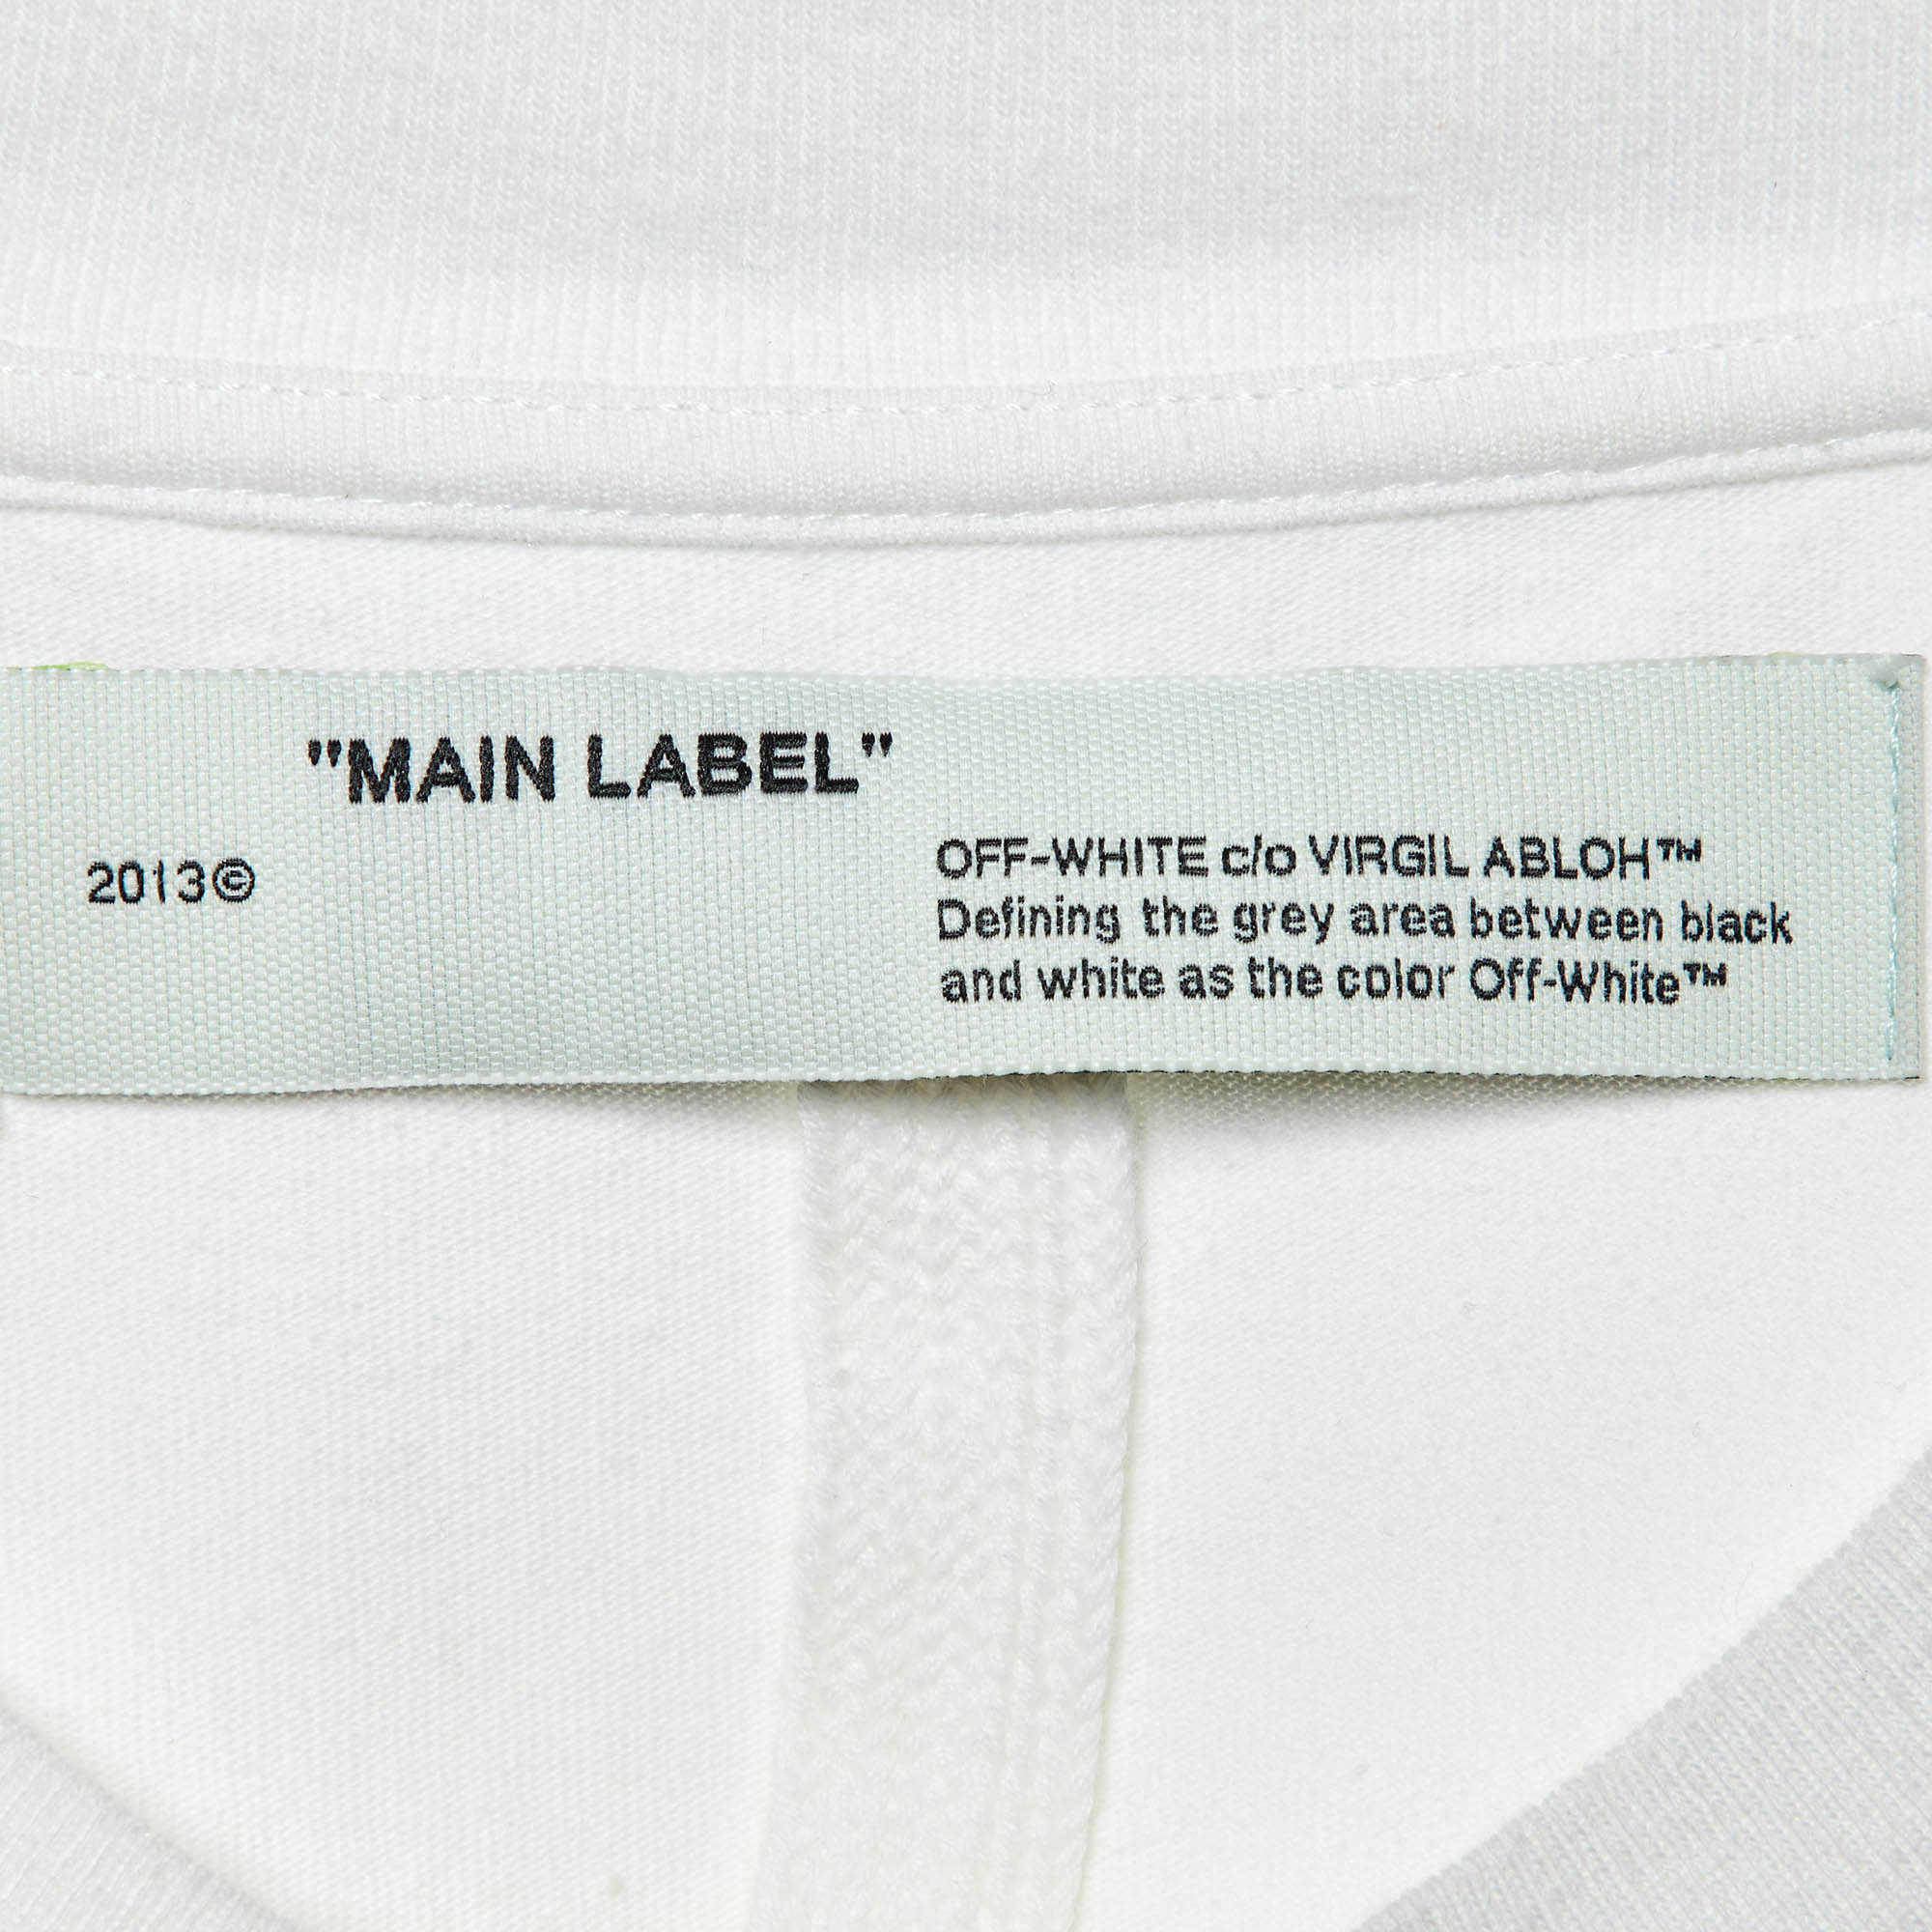 "MAIN LABEL"
2013©
OFF-WHITE c/o VIRGIL ABLOH™
Defining the grey area between black
and white as the color Off-White™